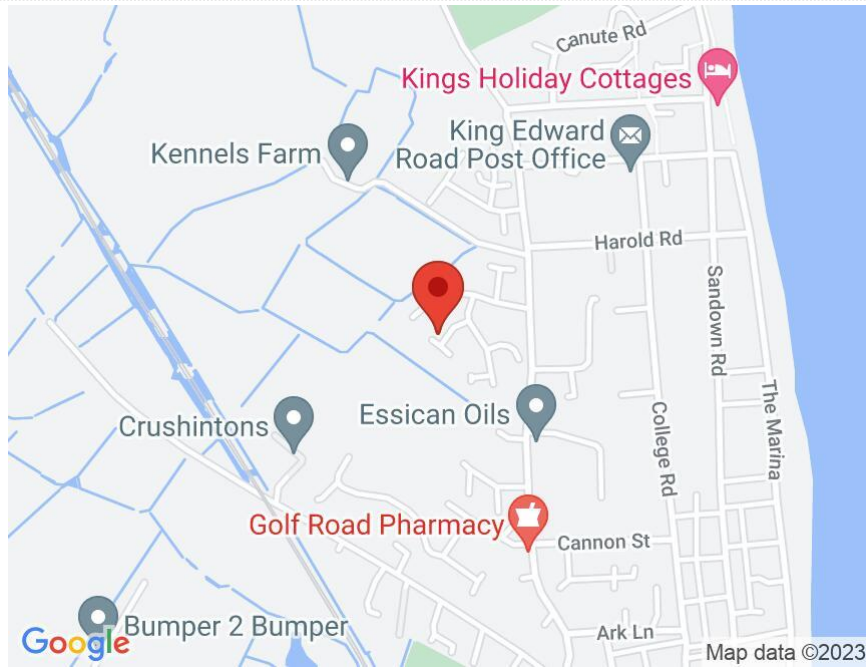 Canute Rd
Kings Holiday Cottages
King Edward
Road Post Office
Kennels Farm
Harold Rd
Sandown Rd
The Marina
Essican Oils
College Rd
Crushintons
Golf Road Pharmacy
Cannon St
Bumper 2 Bumper
Ark Ln
Google
Map data ©2023